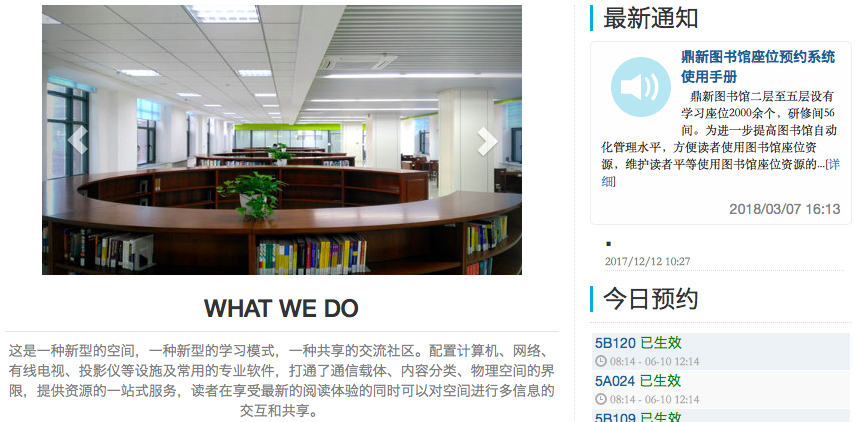 WHAT WE DO
这是一种新型的空间，一种新型的学习模式，一种共享的交流社区。配置计算机、网络、
有线电视、投影仪等设施及常用的专业软件，打通了通信载体、内容分类、物理空间的界
限，提供资源的一站式服务，读者在享受最新的阅读体验的同时可以对空间进行多信息的
交互和共享。
最新通知
鼎新图书馆座位预约系统
使用手册
鼎新图书馆二层至五层设有
学习座位2000余个，研修间56
间。为进一步提高图书馆自动
化管理水平，方便读者使用图书馆座位资
源，维护读者平等使用图书馆座位资源的...[详
细]
2018/03/07 16:13
.
2017/12/12 10:27
今日预约
5B120 已生效
08:14 - 06-10 12:14
5A024 已生效
08:14 - 06-10 12:14
5B109 已生效